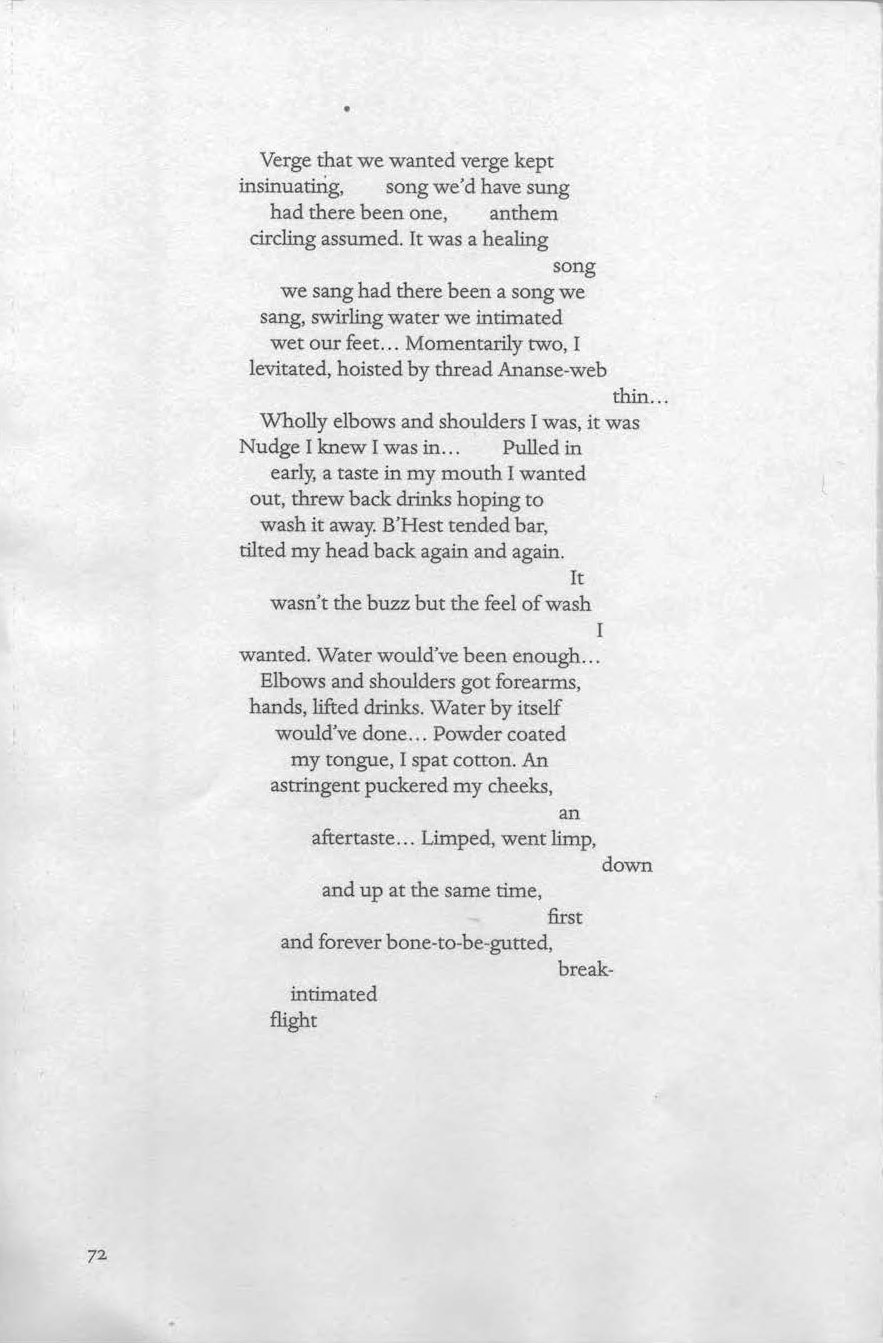 •
Verge that we wanted verge kept
insinuating, song we'd have sung
had there been one, anthem
circling assumed. It was a healing
song
we sang had there been a song we
sang, swirling water we intimated
wet our feet... Momentarily two, I
levitated, hoisted by thread Ananse-web
thin...
Wholly elbows and shoulders I was, it was
Nudge I knew I was in... Pulled in
early, a taste in my mouth I wanted
out, threw back drinks hoping to
wash it away. B'Hest tended bar,
tilted my head back again and again.
It
wasn't the buzz but the feel of wash
I
wanted. Water would've been enough...
Elbows and shoulders got forearms,
hands, lifted drinks. Water by itself
would've done... Powder coated
my tongue, I spat cotton. An
astringent puckered my cheeks,
an
aftertaste... Limped, went limp,
down
and up at the same time,
first
and forever bone-to-be-gutted,
break-
intimated
flight
72